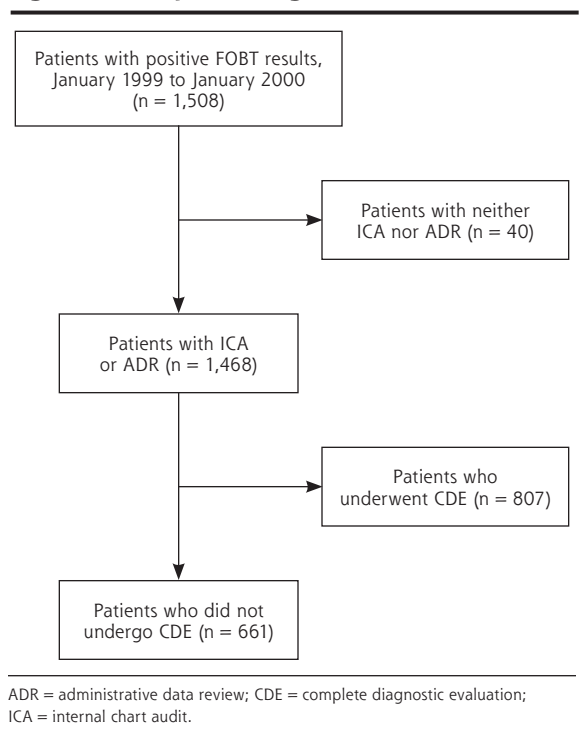 Patients with positive FOBT results,
January 1999 to January 2000
(n = 1,508)
Patients with neither
ICA nor ADR (n = 40)
Patients with ICA
or ADR (n = 1,468)
Patients who
underwent CDE (n = 807)
Patients who did not
undergo CDE (n = 661)
ADR = administrative data review; CDE = complete diagnostic evaluation;
ICA = internal chart audit.